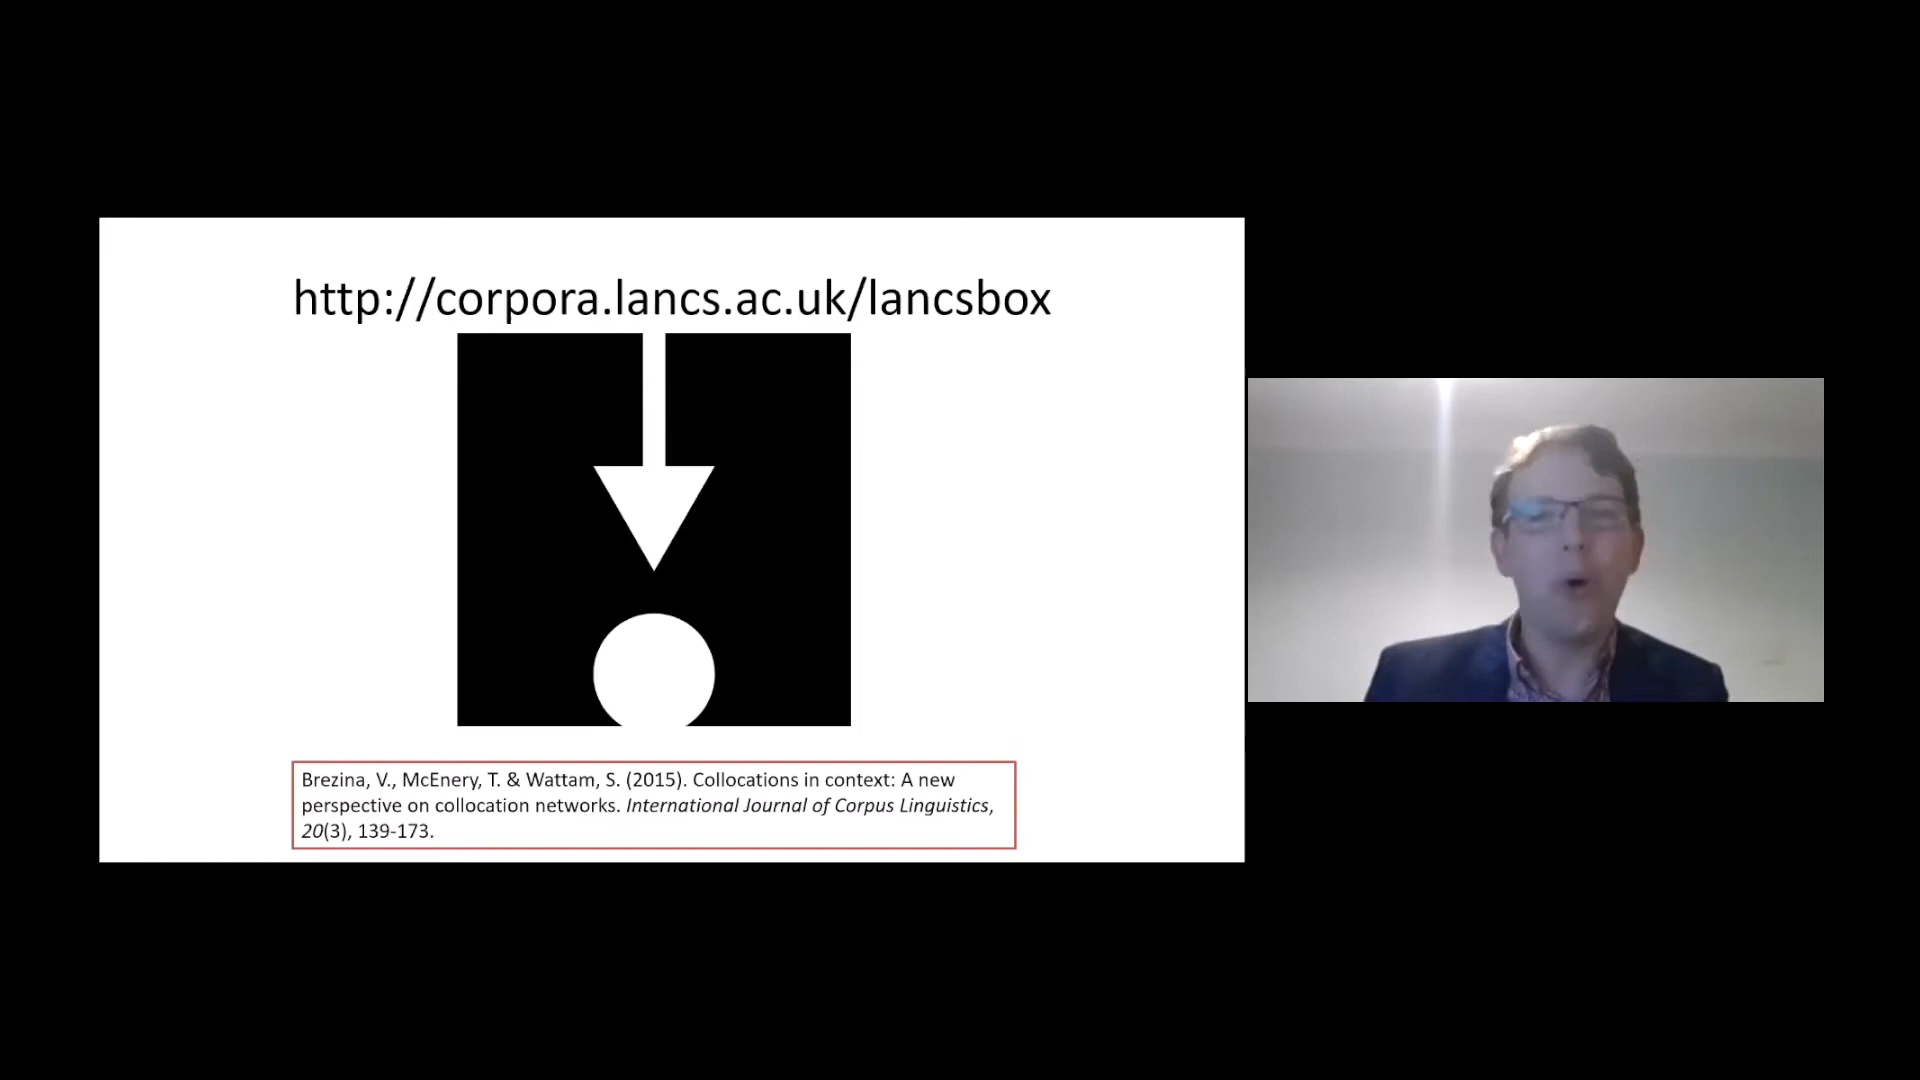 http://corpora.lancs.ac.uk/lancsbox
Brezina, V., McEnery, T. & Wattam, S. (2015). Collocations in context: A new
perspective on collocation networks. International Journal of Corpus Linguistics,
20(3), 139-173.